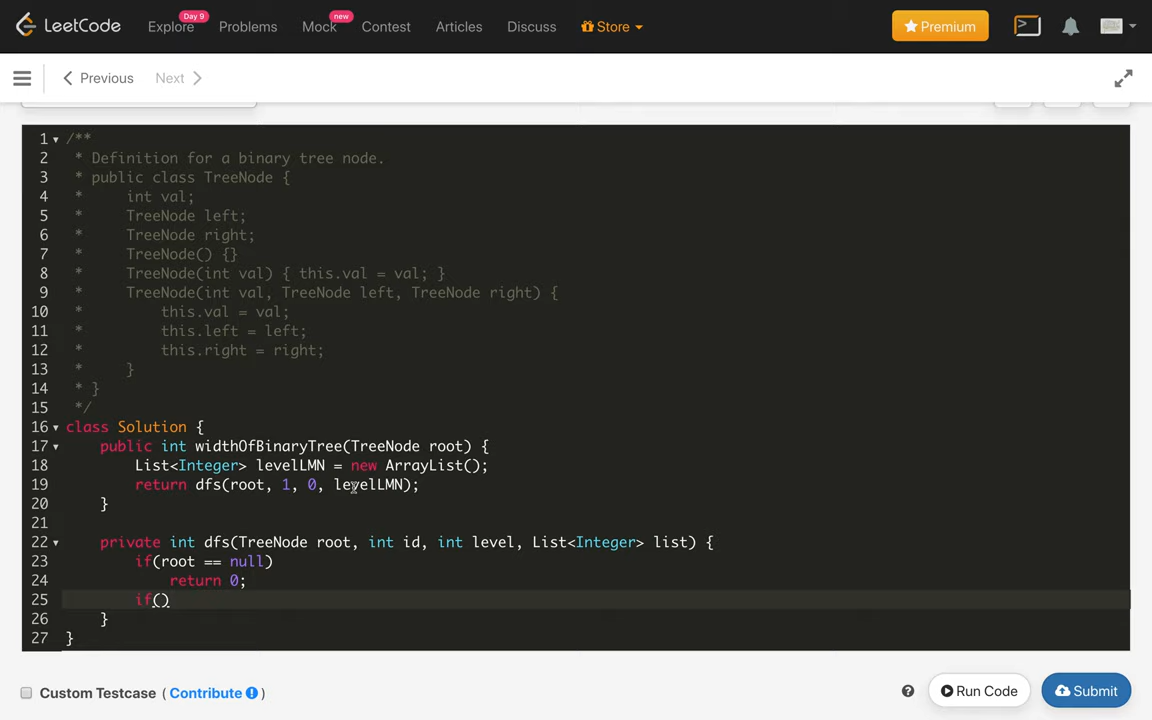 LeetCode Explore Day 9 Problems Mock new Contest Articles Discuss Store Premium
Previous Next
1 /**
2  * Definition for a binary tree node.
3  * public class TreeNode {
4  *     int val;
5  *     TreeNode left;
6  *     TreeNode right;
7  *     TreeNode() {}
8  *     TreeNode(int val) { this.val = val; }
9  *     TreeNode(int val, TreeNode left, TreeNode right) {
10  *         this.val = val;
11  *         this.left = left;
12  *         this.right = right;
13  *     }
14  * }
15  */
16 class Solution {
17     public int widthOfBinaryTree(TreeNode root) {
18         List<Integer> levelLMN = new ArrayList();
19         return dfs(root, 1, 0, levelLMN);
20     }
21
22     private int dfs(TreeNode root, int id, int level, List<Integer> list) {
23         if(root == null)
24             return 0;
25         if()
26     }
27 }
Custom Testcase ( Contribute ) ? Run Code Submit